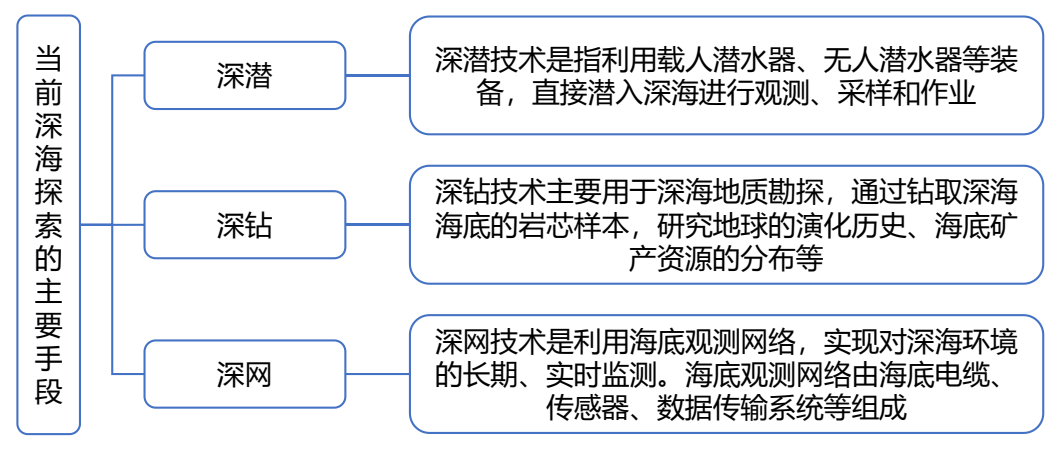 当前深海探索的主要手段
深潜
深潜技术是指利用载人潜水器、无人潜水器等装
备，直接潜入深海进行观测、采样和作业
深钻
深钻技术主要用于深海地质勘探，通过钻取深海
海底的岩芯样本，研究地球的演化历史、海底矿
产资源的分布等
深网
深网技术是利用海底观测网络，实现对深海环境
的长期、实时监测。海底观测网络由海底电缆、
传感器、数据传输系统等组成